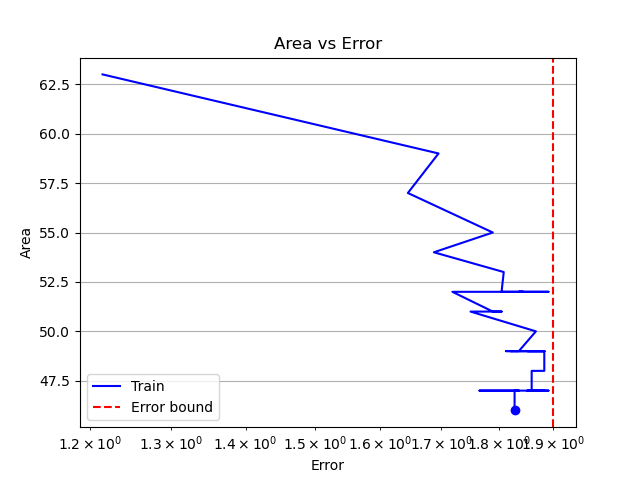 Area vs Error
Area
62.5
60.0
57.5
55.0
52.5
50.0
47.5
Train
Error bound
1.2 × 10⁰ 1.3 × 10⁰ 1.4 × 10⁰ 1.5 × 10⁰ 1.6 × 10⁰ 1.7 × 10⁰ 1.8 × 10⁰ 1.9 × 10⁰
Error